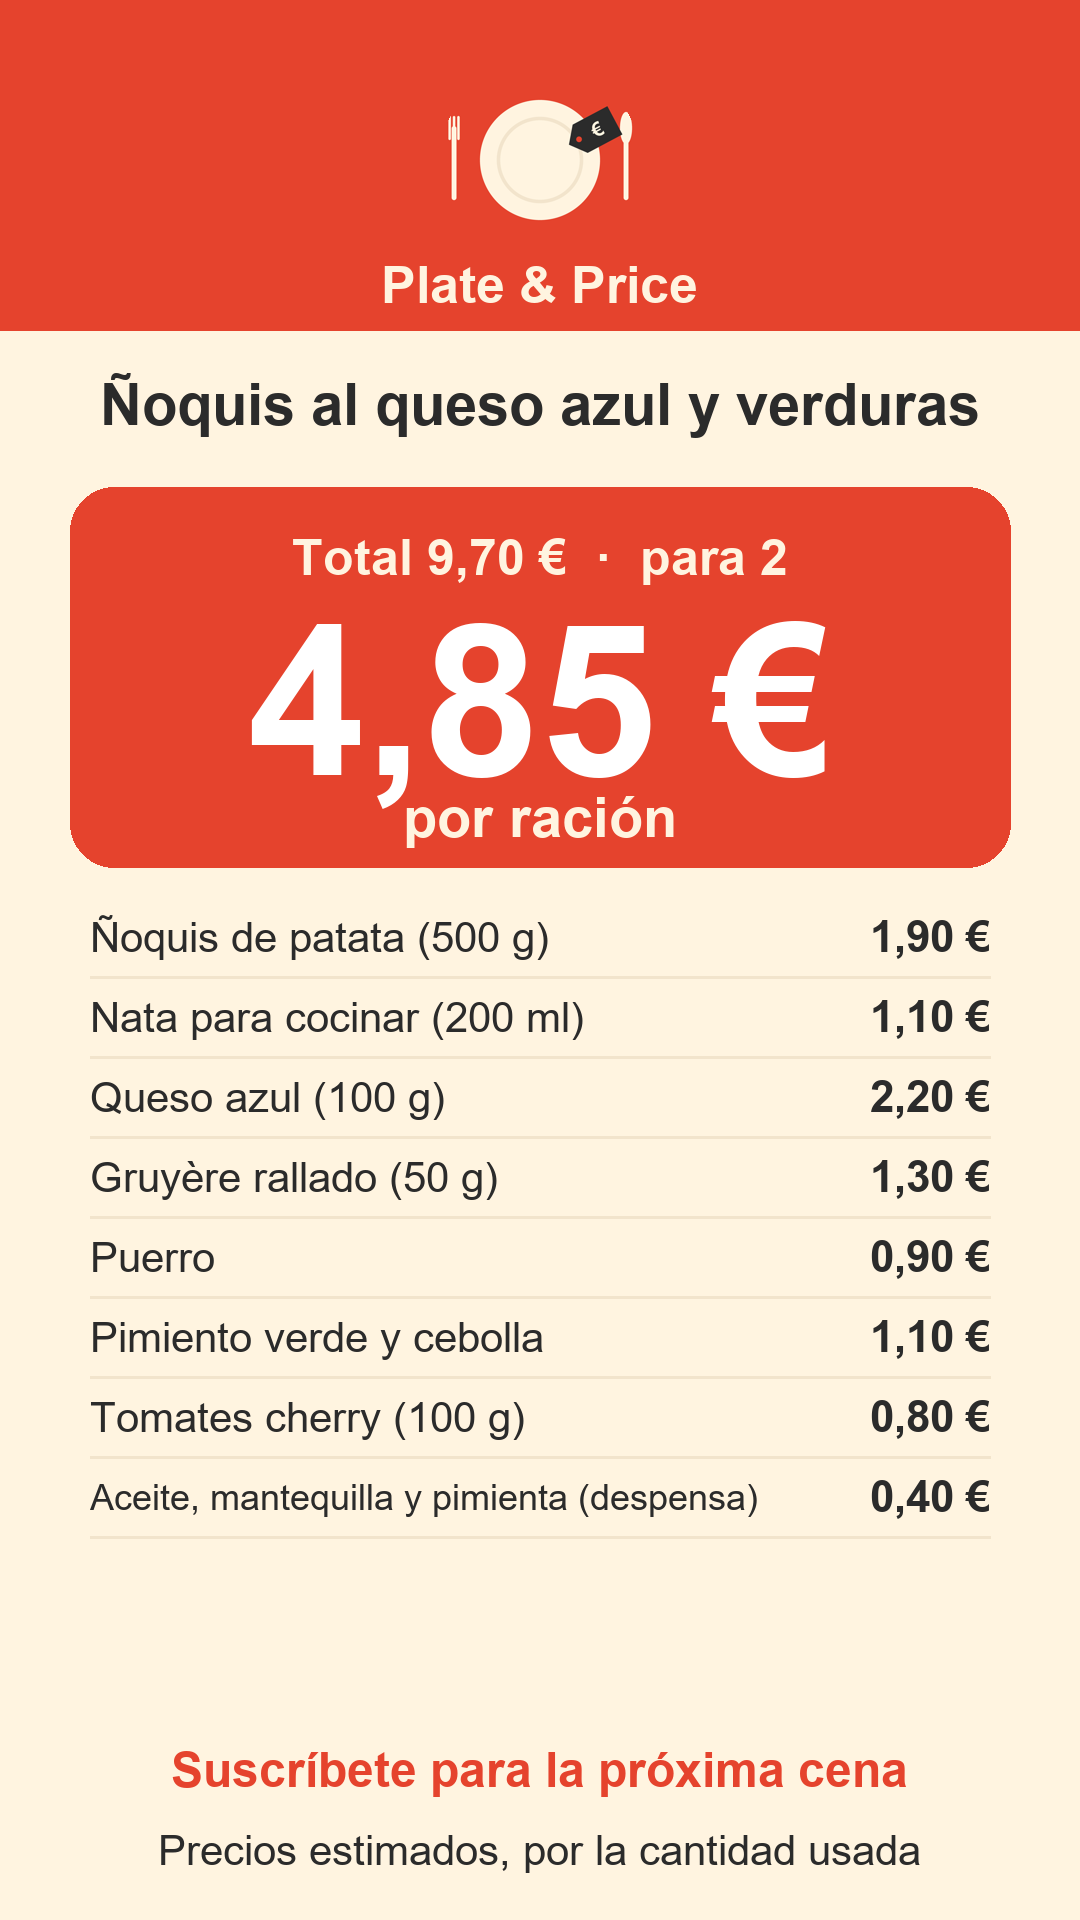 €
Plate & Price
Ñoquis al queso azul y verduras
Total 9,70 € · para 2
4,85 €
por ración
Ñoquis de patata (500 g) 1,90 €
Nata para cocinar (200 ml) 1,10 €
Queso azul (100 g) 2,20 €
Gruyère rallado (50 g) 1,30 €
Puerro 0,90 €
Pimiento verde y cebolla 1,10 €
Tomates cherry (100 g) 0,80 €
Aceite, mantequilla y pimienta (despensa) 0,40 €
Suscríbete para la próxima cena
Precios estimados, por la cantidad usada